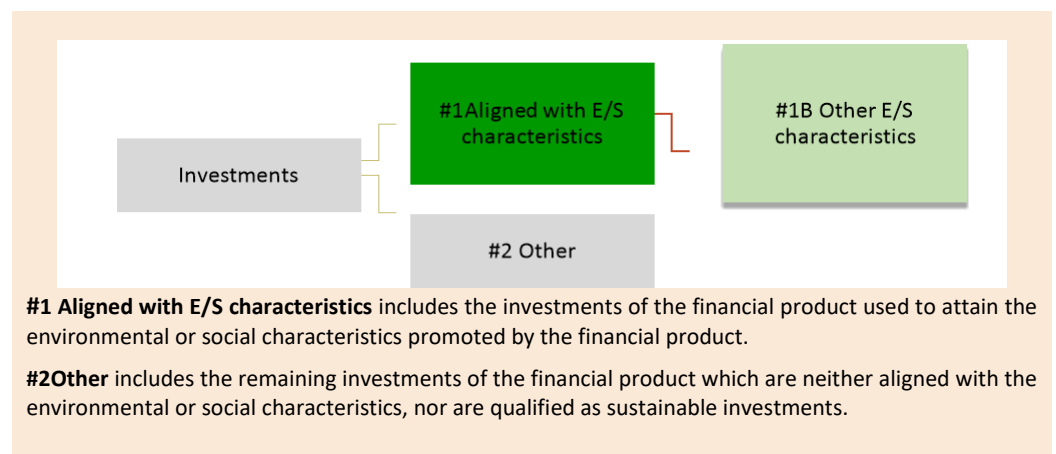 #1Aligned with E/S
characteristics
#1B Other E/S
characteristics
Investments
#2 Other
#1 Aligned with E/S characteristics includes the investments of the financial product used to attain the
environmental or social characteristics promoted by the financial product.
#2Other includes the remaining investments of the financial product which are neither aligned with the
environmental or social characteristics, nor are qualified as sustainable investments.